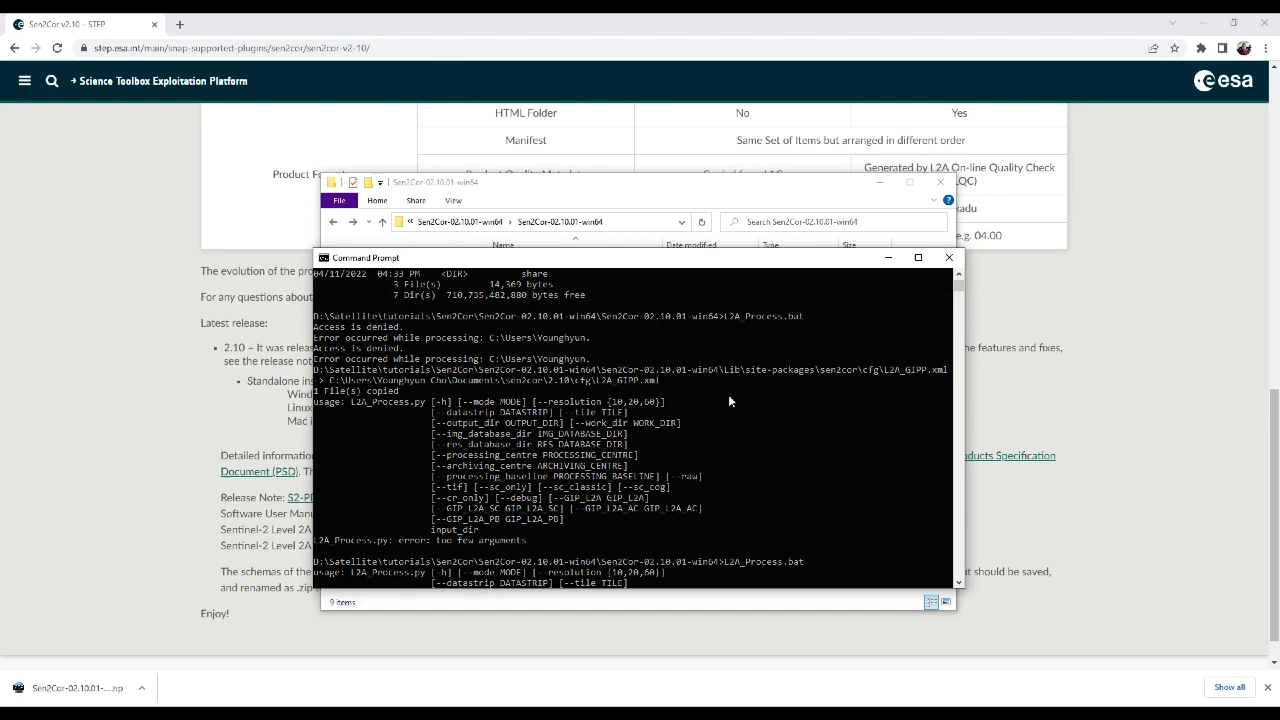 Sen2Cor v2.10 – STEP
step.esa.int/main/snap-supported-plugins/sen2cor/sen2cor-v2-10/
Science Toolbox Exploitation Platform
esa
HTML Folder No Yes
Manifest Same Set of Items but arranged in different order
Generated by L2A On-line Quality Check
Sen2Cor-02.10.01-win64
File Home Share View
« Sen2Cor-02.10.01-win64 › Sen2Cor-02.10.01-win64
Search Sen2Cor-02.10.01-win64
e.g. 04.00
Name Date modified Type Size
Command Prompt
04/11/2022 04:33 PM <DIR> share
3 File(s) 14,369 bytes
7 Dir(s) 710,735,482,880 bytes free
D:\Satellite\tutorials\Sen2Cor\Sen2Cor-02.10.01-win64\Sen2Cor-02.10.01-win64>L2A_Process.bat
Access is denied.
Error occurred while processing: C:\Users\Younghyun.
Access is denied.
Error occurred while processing: C:\Users\Younghyun.
D:\Satellite\tutorials\Sen2Cor\Sen2Cor-02.10.01-win64\Sen2Cor-02.10.01-win64\Lib\site-packages\sen2cor\cfg\L2A_GIPP.xml
-> C:\Users\Younghyun Cho\Documents\sen2cor\2.10\cfg\L2A_GIPP.xml
1 File(s) copied
usage: L2A_Process.py [-h] [--mode MODE] [--resolution {10,20,60}]
[--datastrip DATASTRIP] [--tile TILE]
[--output_dir OUTPUT_DIR] [--work_dir WORK_DIR]
[--img_database_dir IMG_DATABASE_DIR]
[--res_database_dir RES_DATABASE_DIR]
[--processing_centre PROCESSING_CENTRE]
[--archiving_centre ARCHIVING_CENTRE]
[--processing_baseline PROCESSING_BASELINE] [--raw]
[--tif] [--sc_only] [--sc_classic] [--sc_cog]
[--cr_only] [--debug] [--GIP_L2A GIP_L2A]
[--GIP_L2A_SC GIP_L2A_SC] [--GIP_L2A_AC GIP_L2A_AC]
[--GIP_L2A_PB GIP_L2A_PB]
input_dir
L2A_Process.py: error: too few arguments
D:\Satellite\tutorials\Sen2Cor\Sen2Cor-02.10.01-win64\Sen2Cor-02.10.01-win64>L2A_Process.bat
usage: L2A_Process.py [-h] [--mode MODE] [--resolution {10,20,60}]
[--datastrip DATASTRIP] [--tile TILE]
9 items
The evolution of the pro
For any questions about
Latest release:
2.10 – It was releas e features and fixes,
see the release not
Standalone ins
Wind
Linux
Mac i
Detailed information oducts Specification
Document (PSD). Th
Release Note: S2-P
Software User Manu
Sentinel-2 Level 2A
Sentinel-2 Level 2A
The schemas of the t should be saved,
and renamed as .zip
Enjoy!
Sen2Cor-02.10.01-....zip
Show all